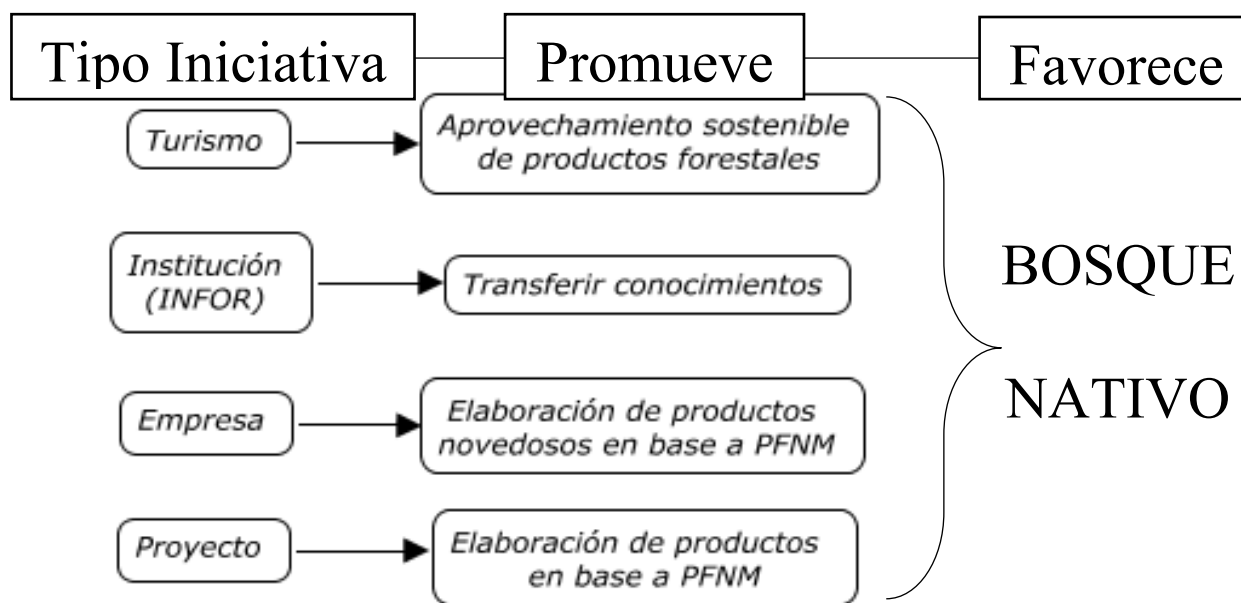 Tipo Iniciativa
Promueve
Favorece
Turismo
Aprovechamiento sostenible
de productos forestales
Institución
(INFOR)
Transferir conocimientos
Empresa
Elaboración de productos
novedosos en base a PFNM
Proyecto
Elaboración de productos
en base a PFNM
BOSQUE
NATIVO